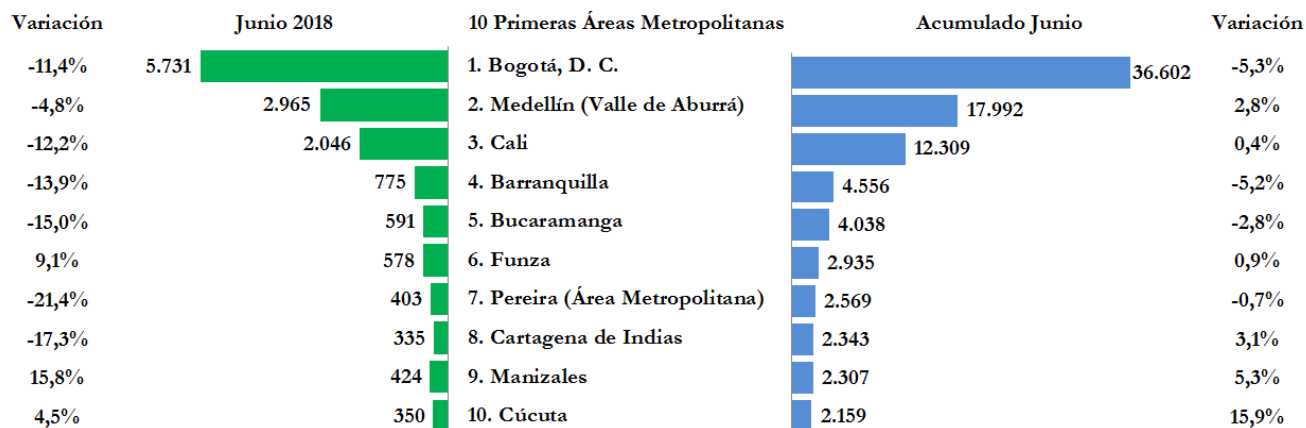 Variación Junio 2018 10 Primeras Áreas Metropolitanas Acumulado Junio Variación
-11,4% 5.731 1. Bogotá, D. C. 36.602 -5,3%
-4,8% 2.965 2. Medellín (Valle de Aburrá) 17.992 2,8%
-12,2% 2.046 3. Cali 12.309 0,4%
-13,9% 775 4. Barranquilla 4.556 -5,2%
-15,0% 591 5. Bucaramanga 4.038 -2,8%
9,1% 578 6. Funza 2.935 0,9%
-21,4% 403 7. Pereira (Área Metropolitana) 2.569 -0,7%
-17,3% 335 8. Cartagena de Indias 2.343 3,1%
15,8% 424 9. Manizales 2.307 5,3%
4,5% 350 10. Cúcuta 2.159 15,9%